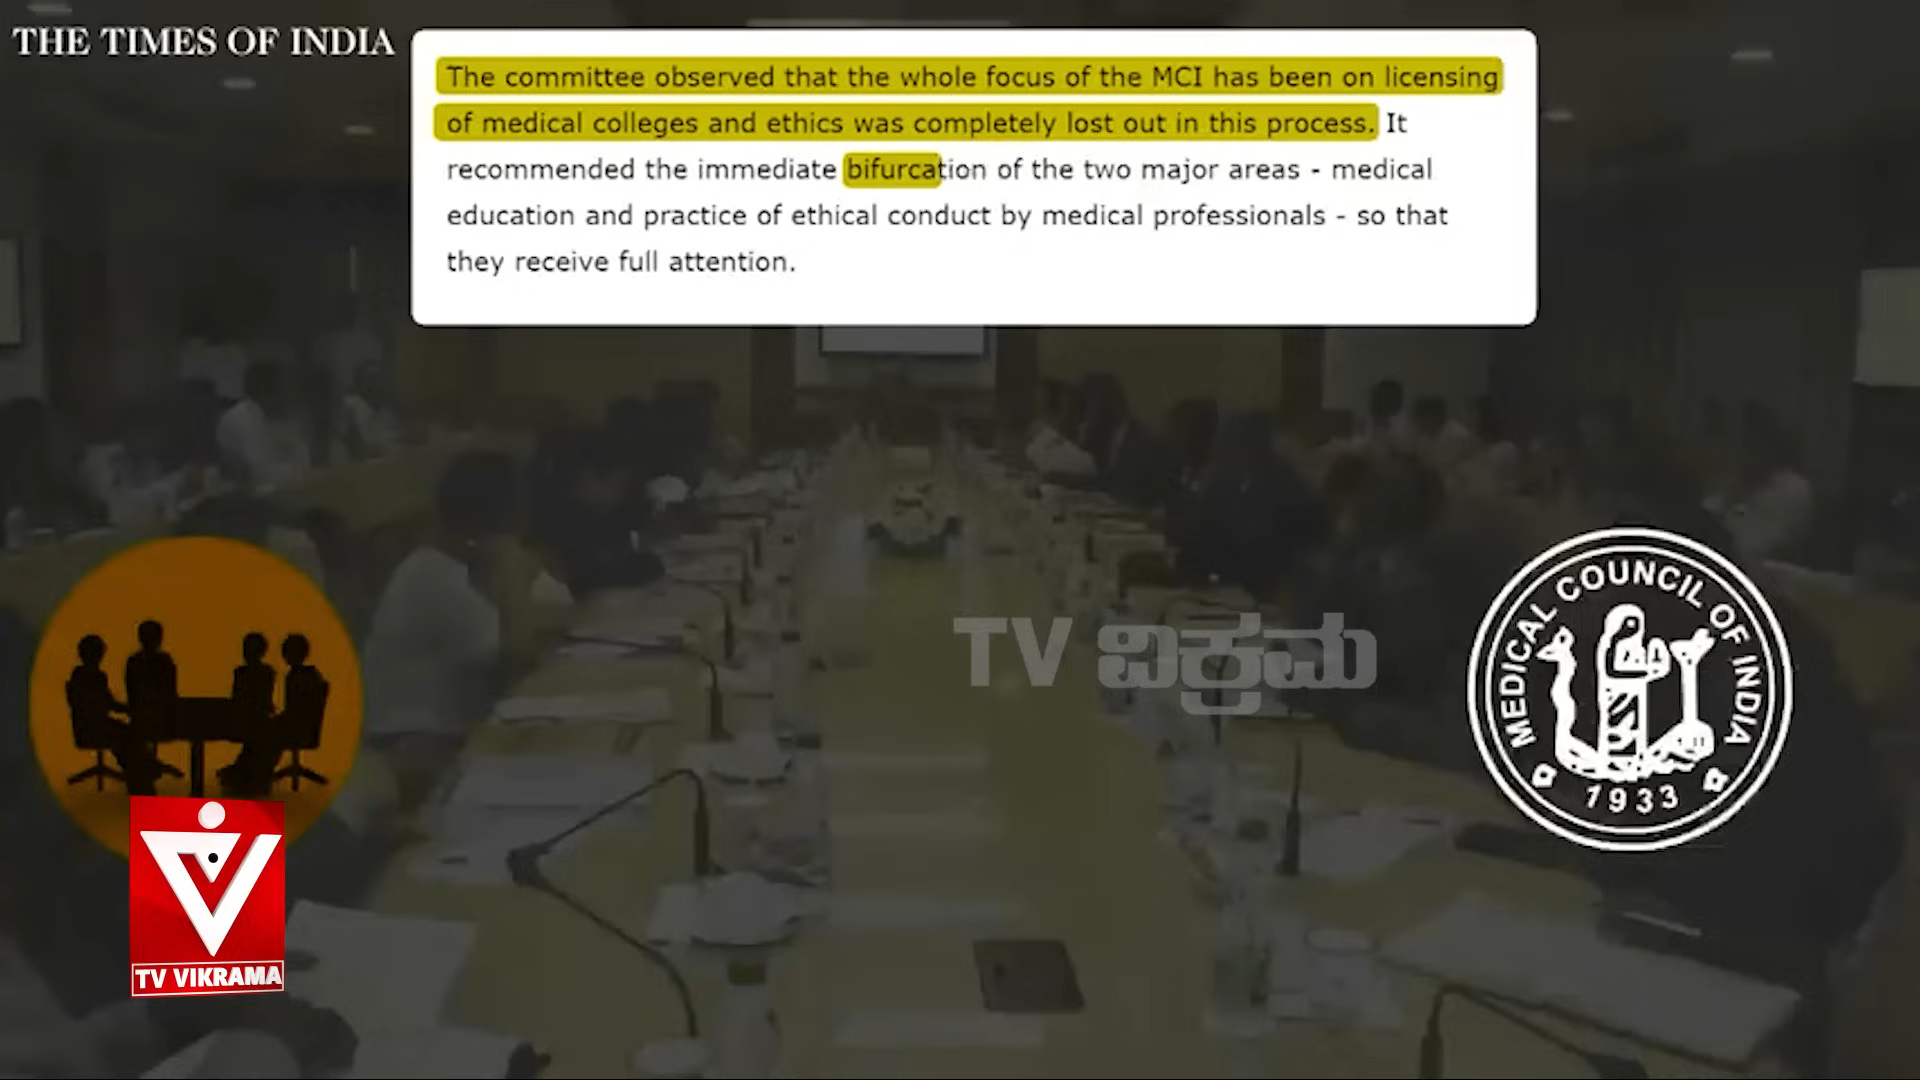 THE TIMES OF INDIA
The committee observed that the whole focus of the MCI has been on licensing
of medical colleges and ethics was completely lost out in this process. It
recommended the immediate bifurcation of the two major areas - medical
education and practice of ethical conduct by medical professionals - so that
they receive full attention.
TV ವಿಕ್ರಮ
MEDICAL COUNCIL OF INDIA
1933
TV VIKRAMA